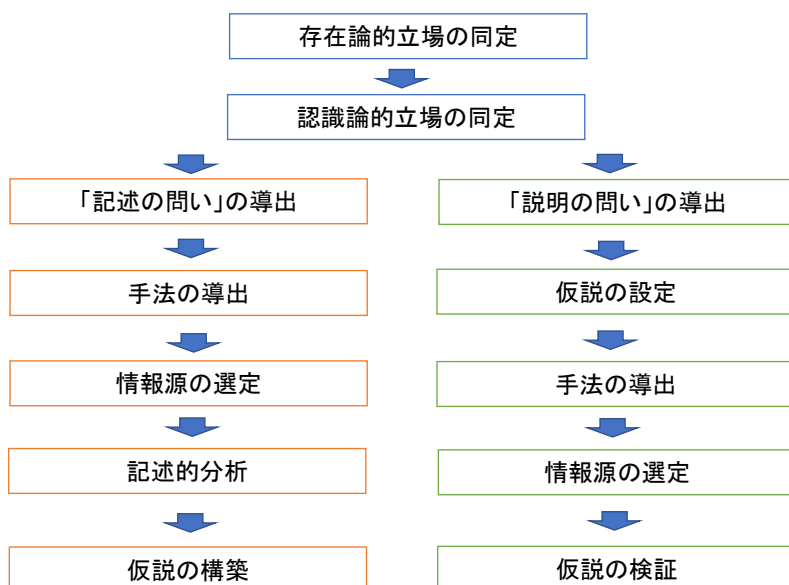 存在論的立場の同定
認識論的立場の同定
「記述の問い」の導出
手法の導出
情報源の選定
記述的分析
仮説の構築
「説明の問い」の導出
仮説の設定
手法の導出
情報源の選定
仮説の検証